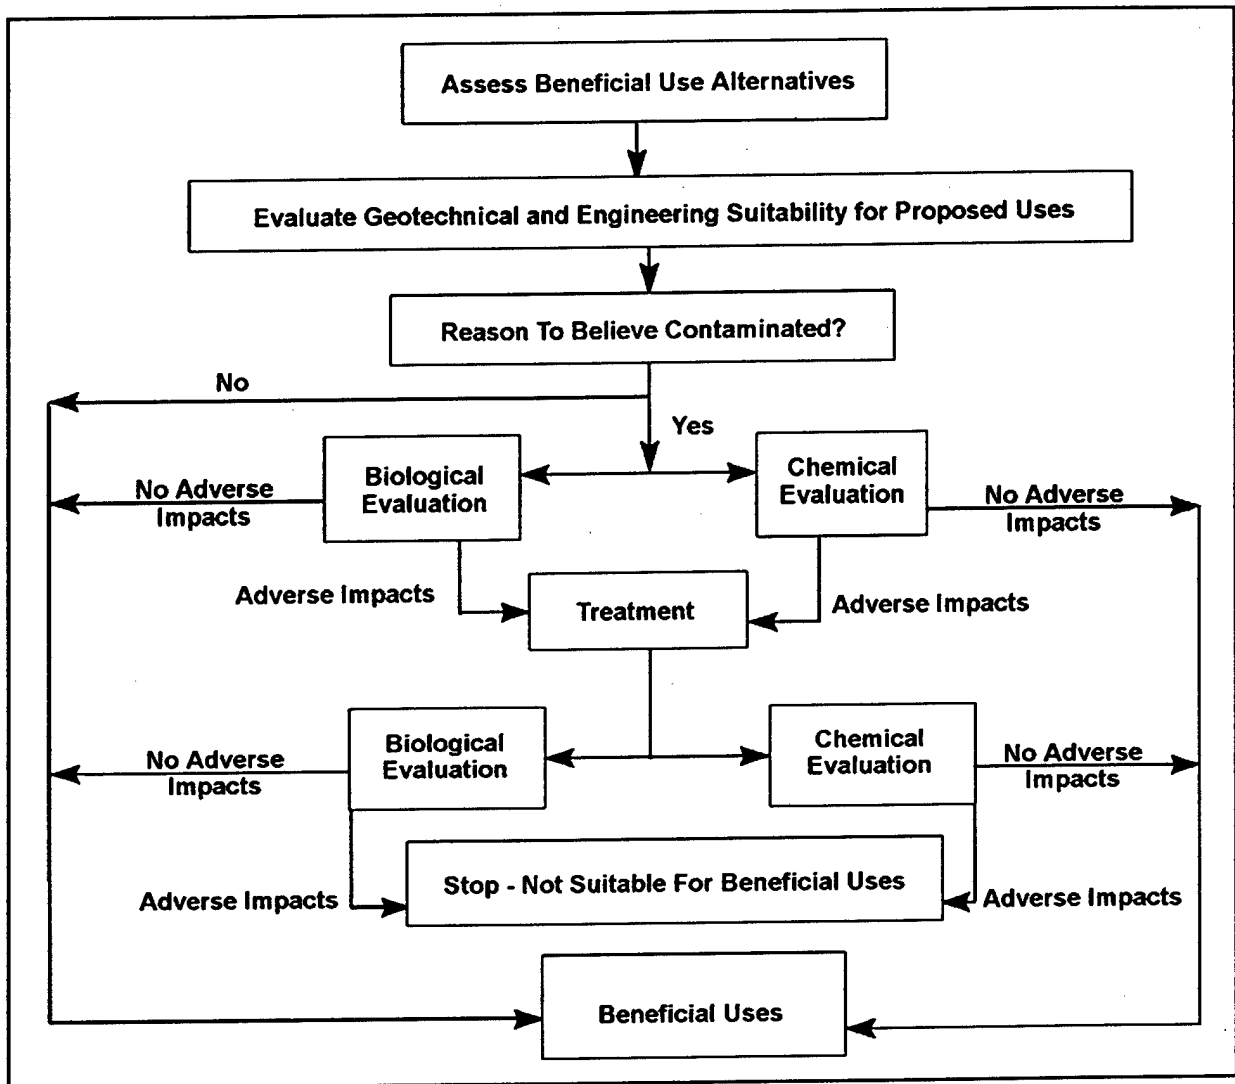 Assess Beneficial Use Alternatives
Evaluate Geotechnical and Engineering Suitability for Proposed Uses
Reason To Believe Contaminated?
No
Yes
Biological
Evaluation
Chemical
Evaluation
No Adverse
Impacts
No Adverse
Impacts
Adverse Impacts
Treatment
Adverse Impacts
Biological
Evaluation
Chemical
Evaluation
No Adverse
Impacts
No Adverse
Impacts
Adverse Impacts
Stop - Not Suitable For Beneficial Uses
Adverse Impacts
Beneficial Uses